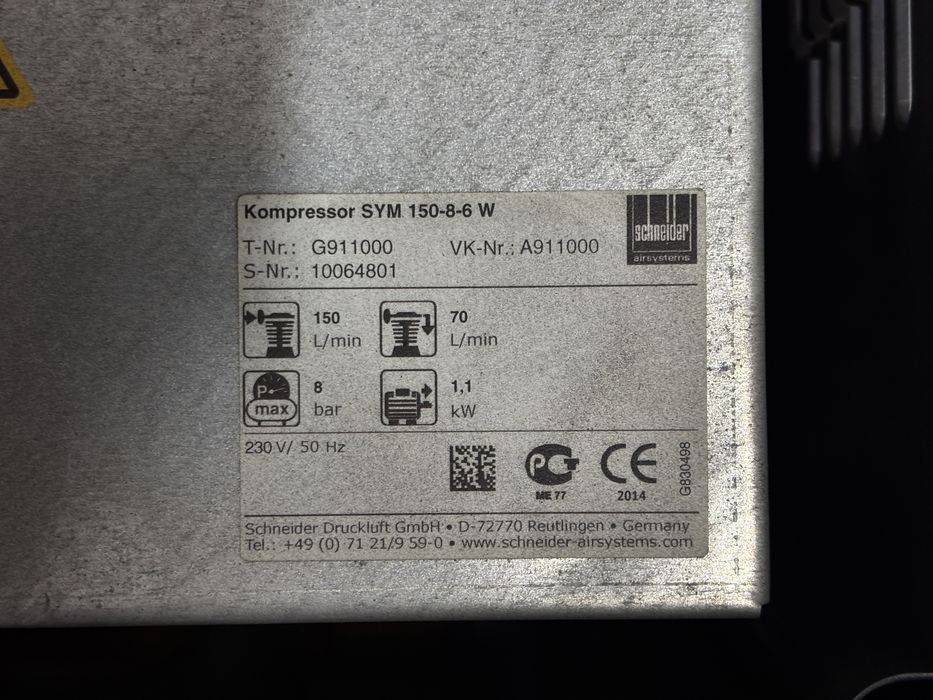 Kompressor SYM 150-8-6 W
schneider
airsystems
T-Nr.: G911000 VK-Nr.: A911000
S-Nr.: 10064801
150 L/min
70 L/min
P max
8 bar
1,1 kW
230 V/ 50 Hz
PCT
ME 77
CE
2014
G830498
Schneider Druckluft GmbH • D-72770 Reutlingen • Germany
Tel.: +49 (0) 71 21/9 59-0 • www.schneider-airsystems.com